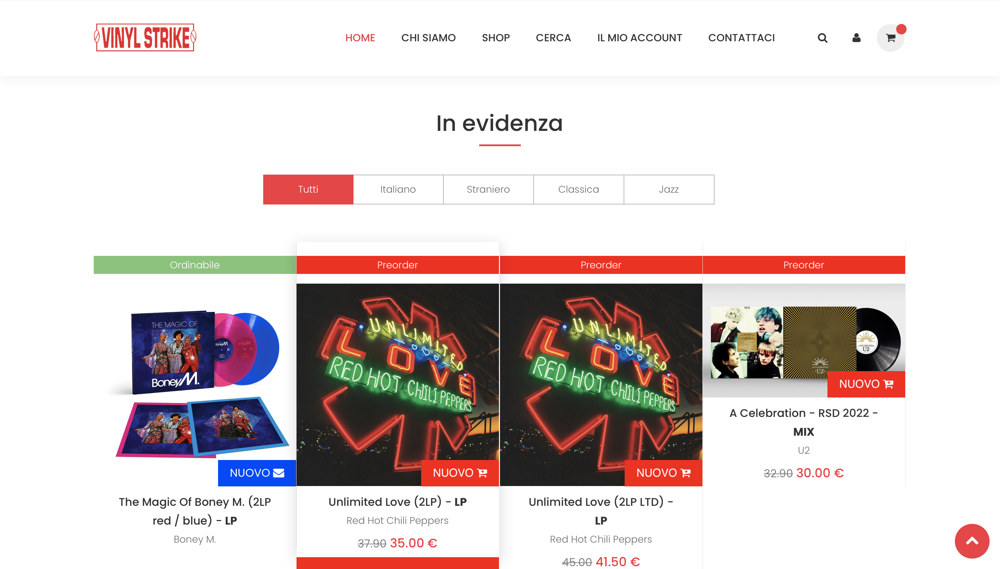 VINYL STRIKE
HOME
CHI SIAMO
SHOP
CERCA
IL MIO ACCOUNT
CONTATTACI
In evidenza
Tutti
Italiano
Straniero
Classica
Jazz
Ordinabile
THE MAGIC OF
Boney M.
Boney M.
NUOVO
The Magic Of Boney M. (2LP
red / blue) - LP
Boney M.
Preorder
UNLIMITED
LOVE
RED HOT CHILI PEPPERS
NUOVO
Unlimited Love (2LP) - LP
Red Hot Chili Peppers
37.90 35.00 €
Preorder
UNLIMITED
LOVE
RED HOT CHILI PEPPERS
NUOVO
Unlimited Love (2LP LTD) -
LP
Red Hot Chili Peppers
45.00 41.50 €
Preorder
A
A CELEBRATION
U2
-U2-
NUOVO
A Celebration - RSD 2022 -
MIX
U2
32.90 30.00 €